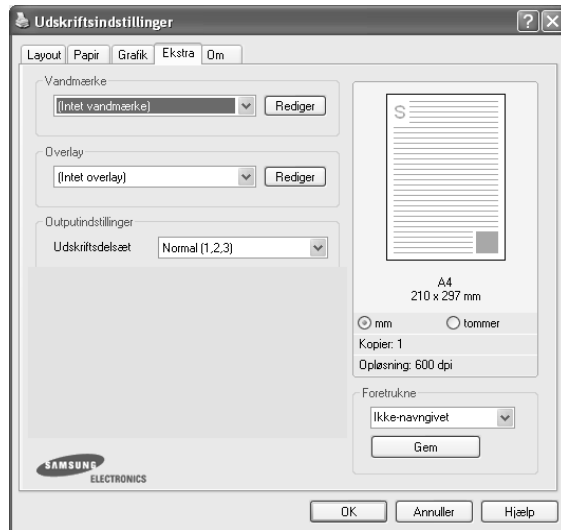 Udskriftsindstillinger
Layout Papir Grafik Ekstra Om
Vandmærke
(Intet vandmærke) Rediger
Overlay
(Intet overlay) Rediger
Outputindstillinger
Udskriftsdelsæt Normal (1,2,3)
S
A4
210 x 297 mm
mm tommer
Kopier: 1
Opløsning: 600 dpi
Foretrukne
Ikke-navngivet
Gem
SAMSUNG
ELECTRONICS
OK Annuller Hjælp